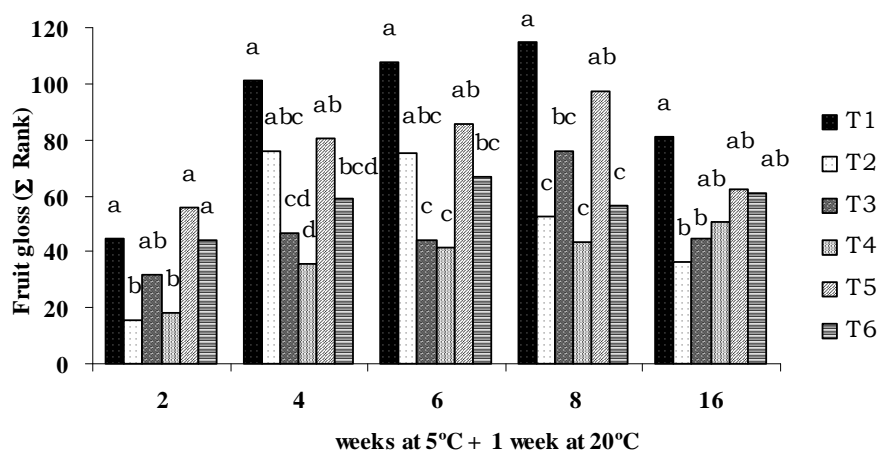 Fruit gloss (Σ Rank)
120
100
80
60
40
20
0
a
b
ab
b
a
a
a
abc
cd
d
ab
bcd
a
abc
c
c
ab
bc
a
c
bc
c
ab
c
a
b
b
ab
ab
ab
2
4
6
8
16
weeks at 5ºC + 1 week at 20ºC
T1
T2
T3
T4
T5
T6